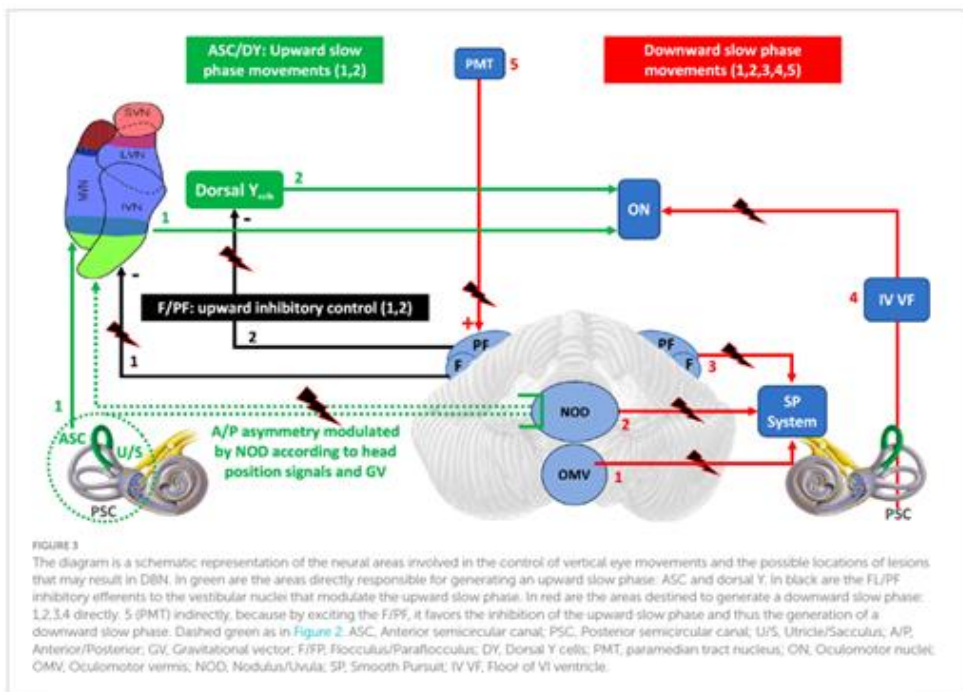 ASC/DY: Upward slow
phase movements (1,2)
PMT
5
Downward slow phase
movements (1,2,3,4,5)
SVN
LVN
MVN
IVN
Dorsal Y cells
2
1
ON
-
-
F/PF: upward inhibitory control (1,2)
4
IV VF
+
PF
F
PF
F
1
2
3
1
ASC
U/S
PSC
A/P asymmetry modulated
by NOD according to head
position signals and GV
NOD
2
SP
System
OMV
1
PSC
FIGURE 3
The diagram is a schematic representation of the neural areas involved in the control of vertical eye movements and the possible locations of lesions
that may result in DBN. In green are the areas directly responsible for generating an upward slow phase: ASC and dorsal Y. In black are the FL/PF
inhibitory efferents to the vestibular nuclei that modulate the upward slow phase. In red are the areas destined to generate a downward slow phase:
1,2,3,4 directly. 5 (PMT) indirectly, because by exciting the F/PF, it favors the inhibition of the upward slow phase and thus the generation of a
downward slow phase. Dashed green as in Figure 2. ASC, Anterior semicircular canal; PSC, Posterior semicircular canal; U/S, Utricle/Sacculus; A/P,
Anterior/Posterior; GV, Gravitational vector; F/FP, Flocculus/Paraflocculus; DY, Dorsal Y cells; PMT, paramedian tract nucleus; ON, Oculomotor nuclei;
OMV, Oculomotor vermis; NOD, Nodulus/Uvula; SP, Smooth Pursuit; IV VF, Floor of VI ventricle.